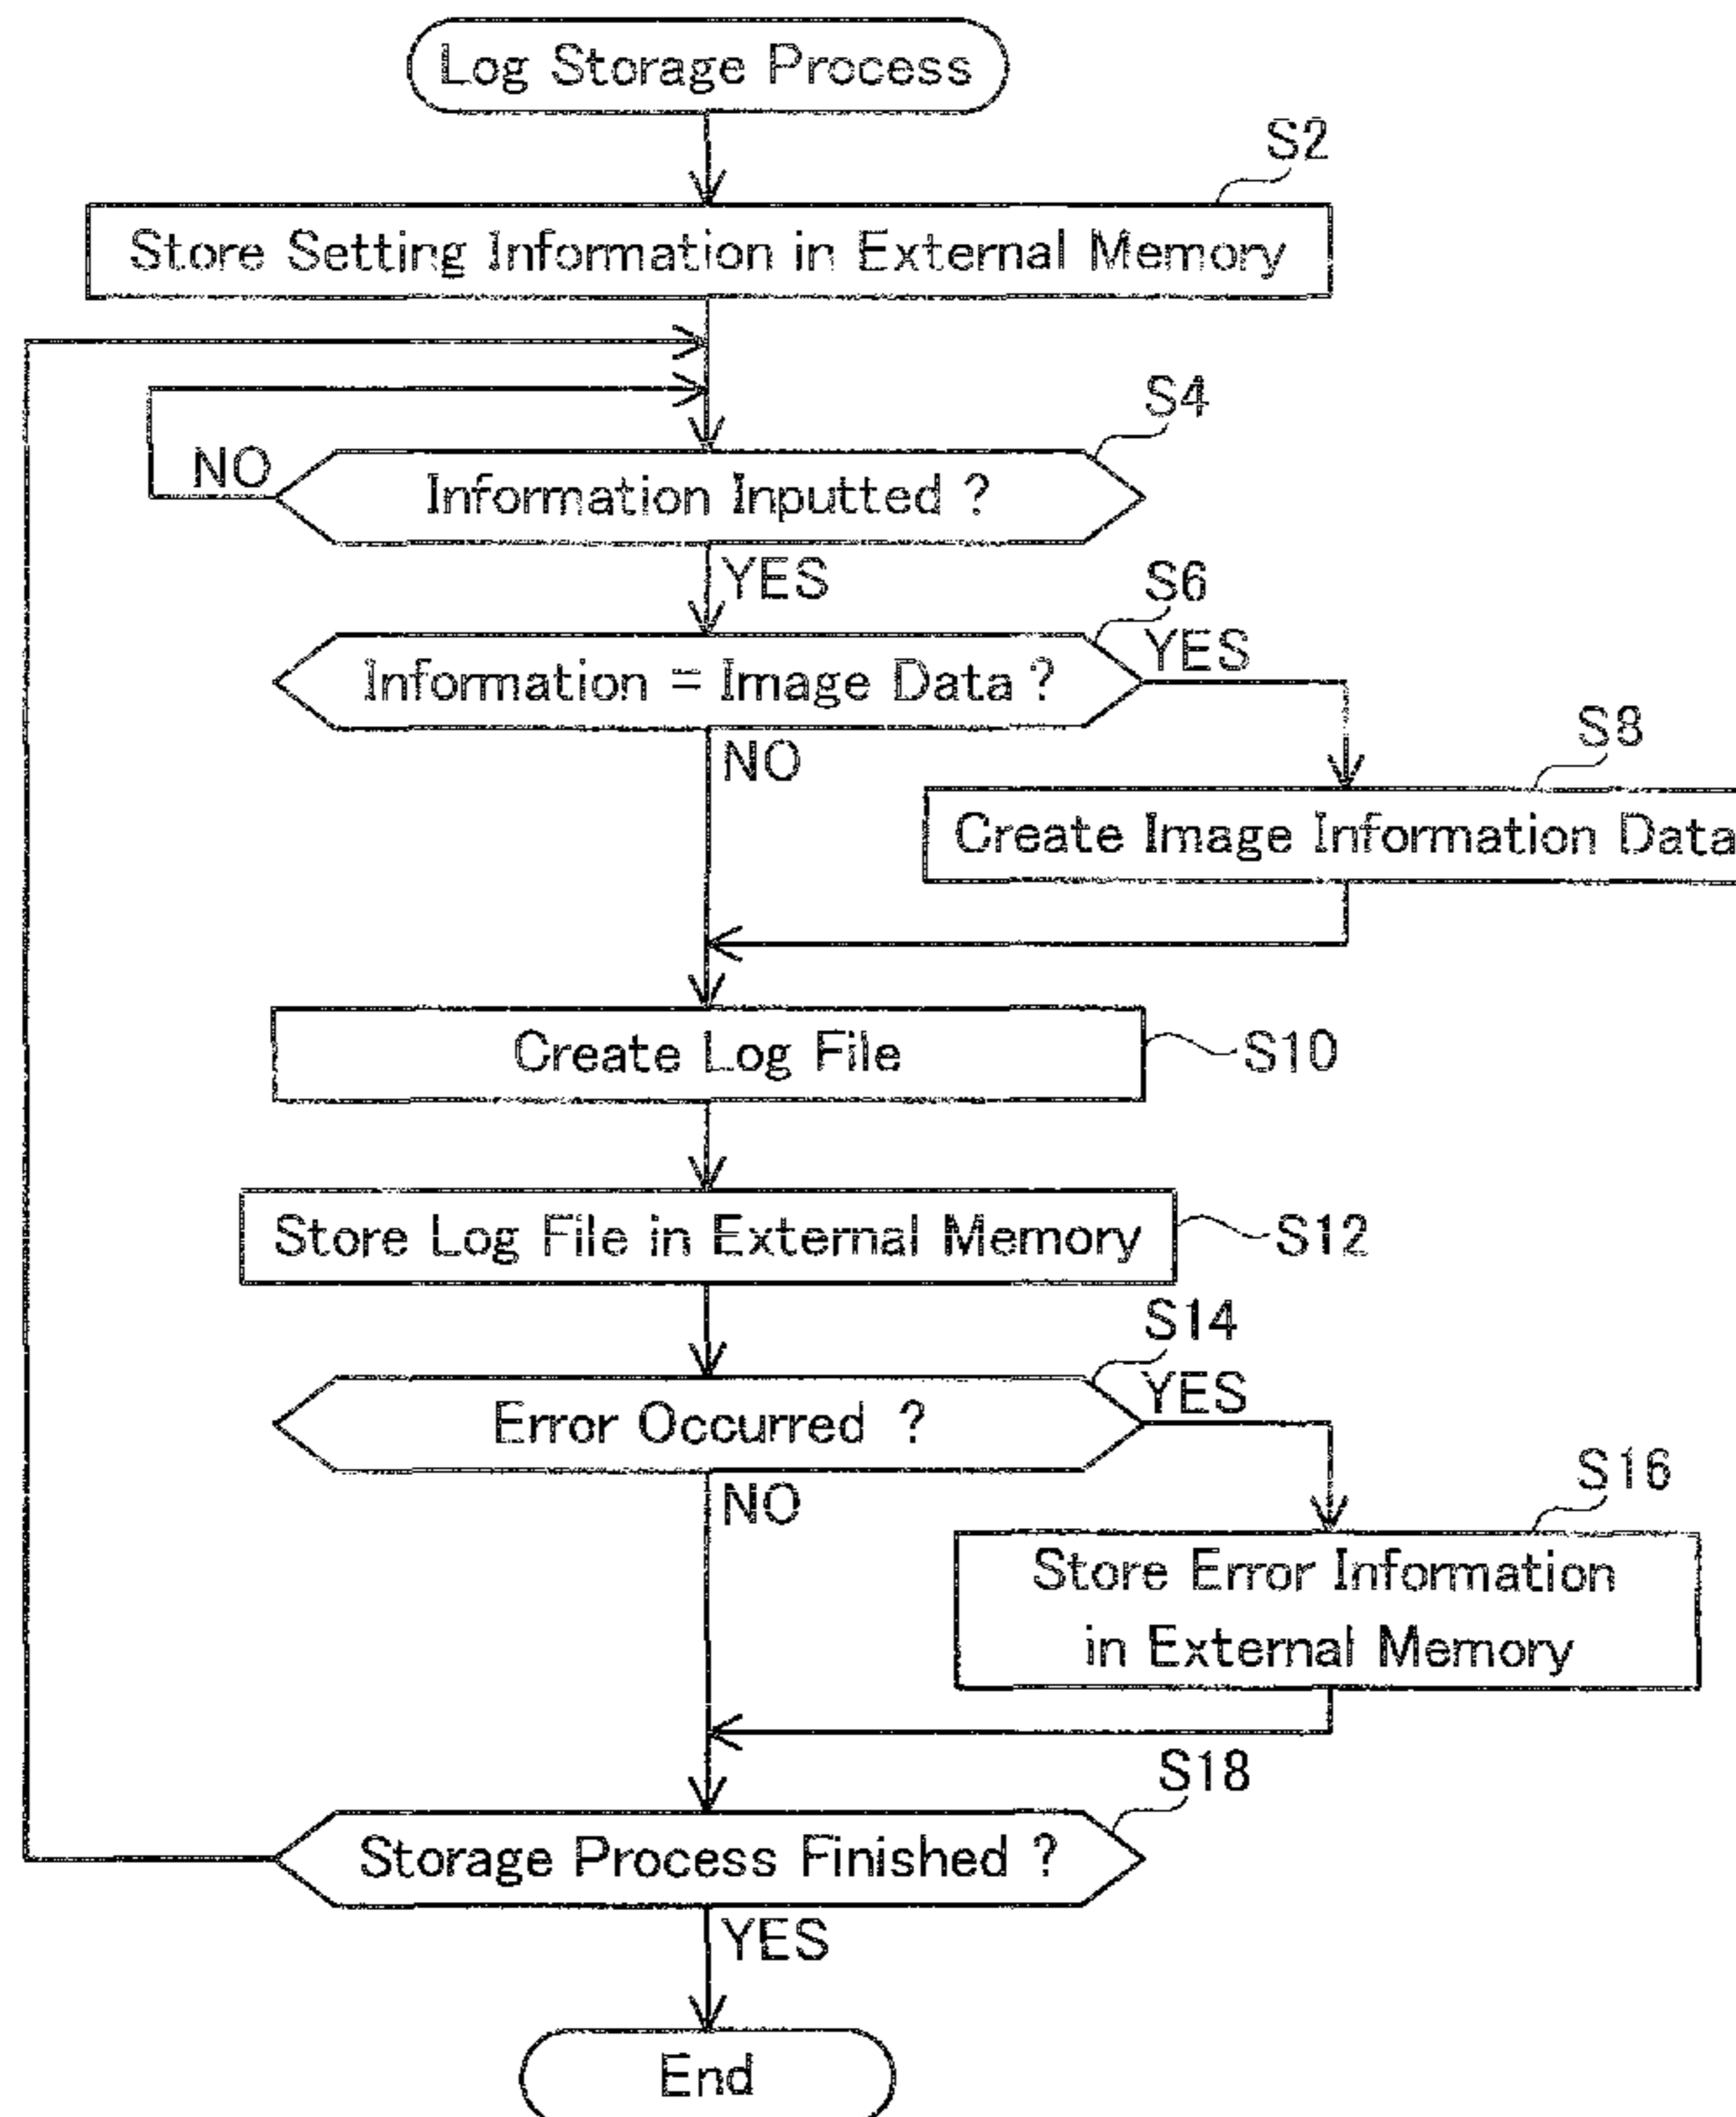 Log Storage Process
S2
Store Setting Information in External Memory
S4
NO
Information Inputted ?
YES
S6
YES
Information = Image Data ?
S8
NO
Create Image Information Data
Create Log File
S10
Store Log File in External Memory
S12
S14
YES
Error Occurred ?
S16
NO
Store Error Information
in External Memory
S18
Storage Process Finished ?
YES
End